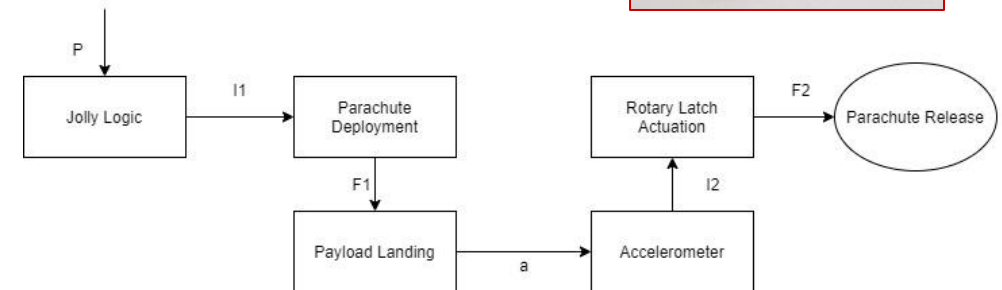 P
Jolly Logic
I1
Parachute
Deployment
F1
Payload Landing
a
Accelerometer
I2
Rotary Latch
Actuation
F2
Parachute Release